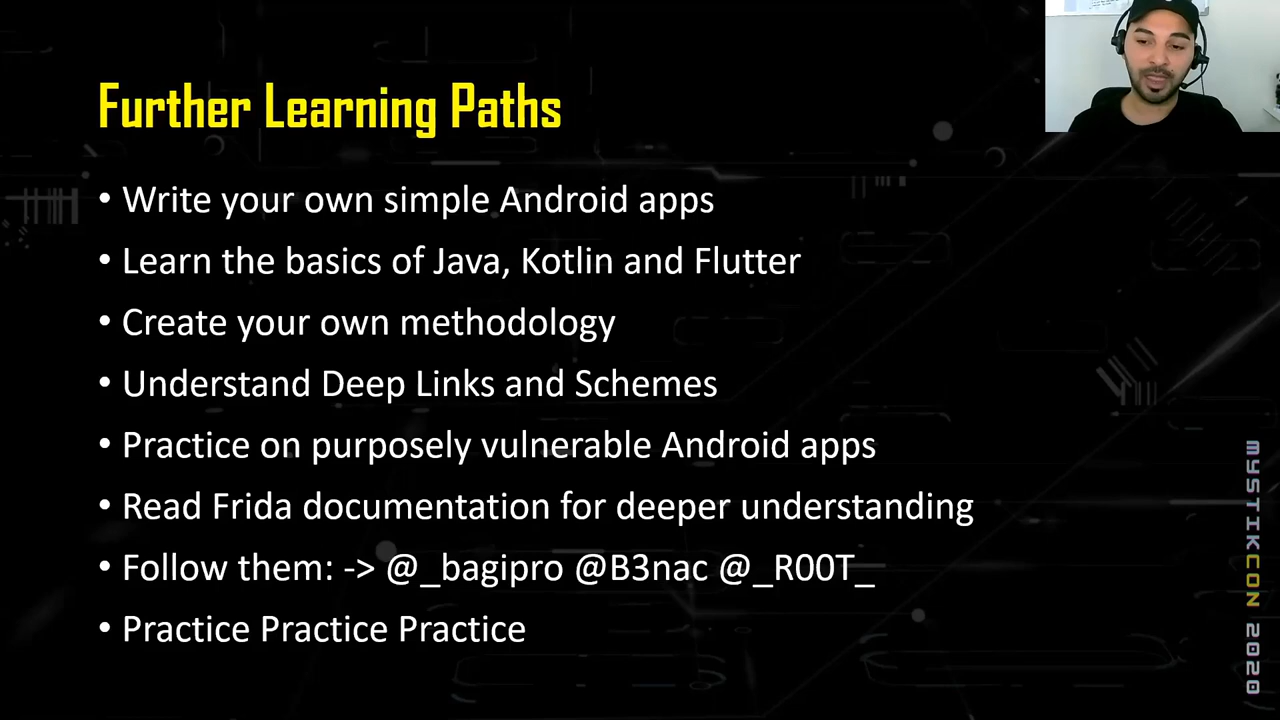 Further Learning Paths
• Write your own simple Android apps
• Learn the basics of Java, Kotlin and Flutter
• Create your own methodology
• Understand Deep Links and Schemes
• Practice on purposely vulnerable Android apps
• Read Frida documentation for deeper understanding
• Follow them: -> @_bagipro @B3nac @_R00T_
• Practice Practice Practice
MYSTIKCON 2020